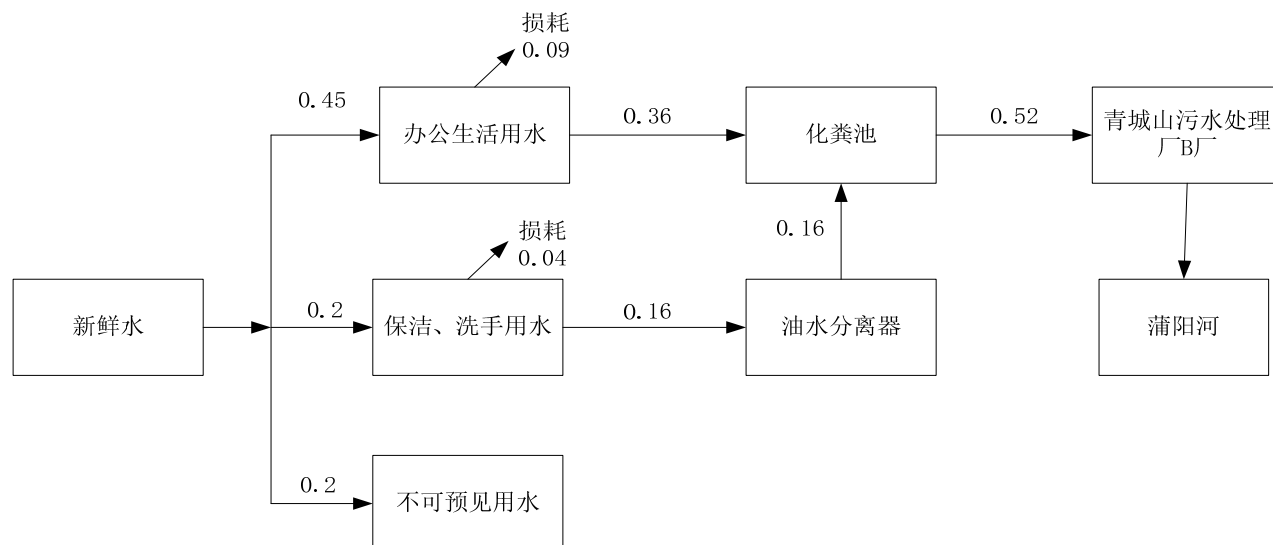 损耗
0.09
0.45
办公生活用水
0.36
化粪池
0.52
青城山污水处理
厂B厂
损耗
0.04
0.16
新鲜水
0.2
保洁、洗手用水
0.16
油水分离器
蒲阳河
0.2
不可预见用水